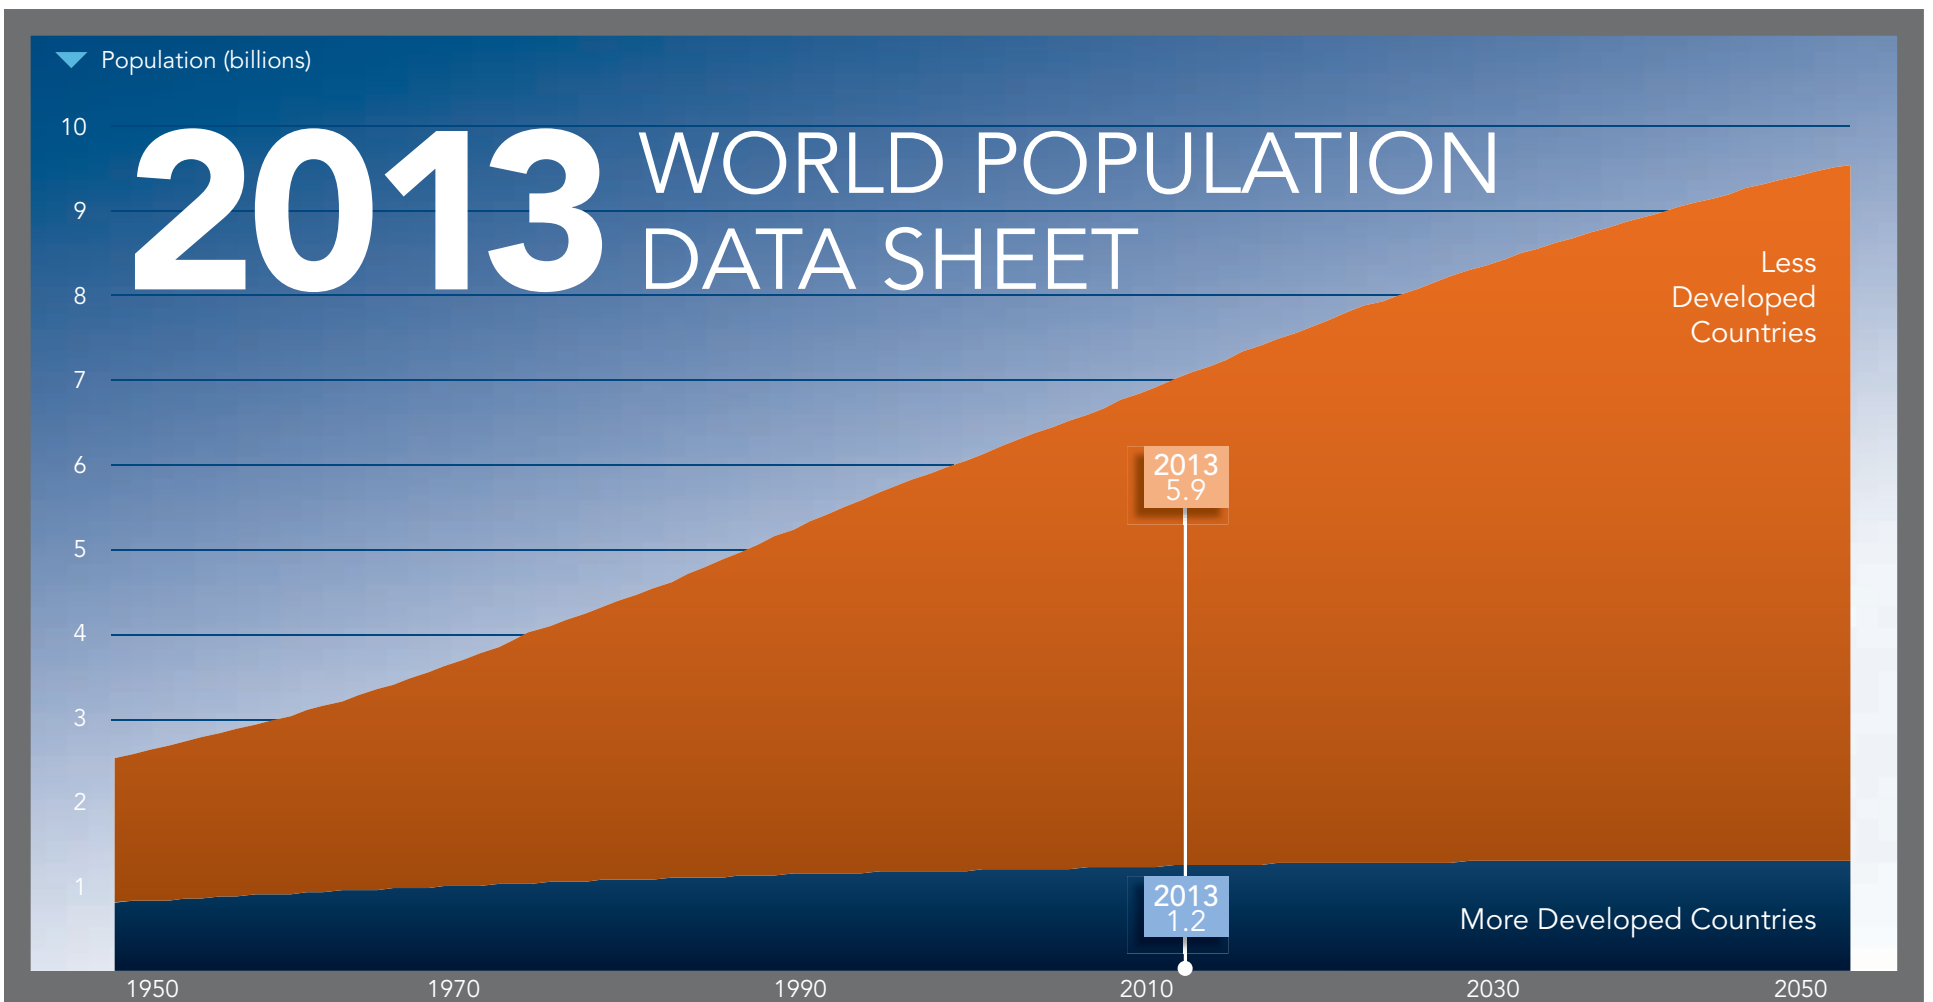 Population (billions)
2013 WORLD POPULATION
DATA SHEET
10
9
8
7
6
5
4
3
2
1
Less
Developed
Countries
2013
5.9
2013
1.2
More Developed Countries
1950 1970 1990 2010 2030 2050